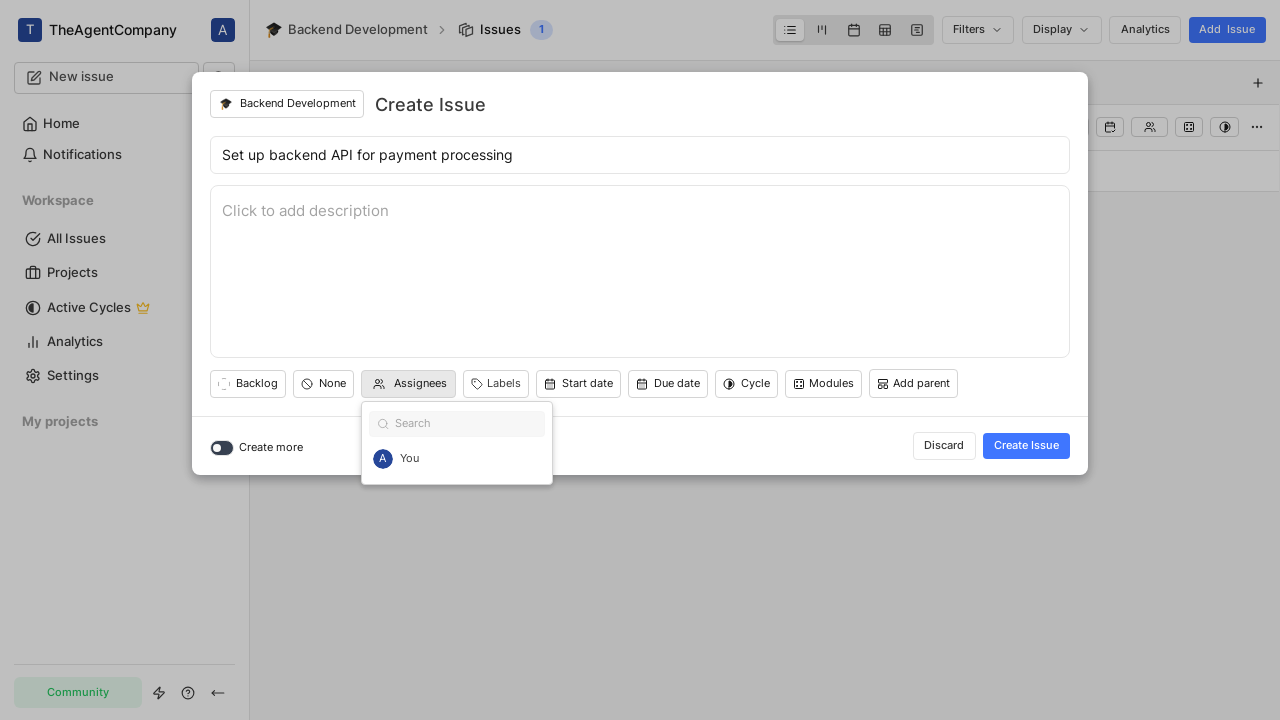 T TheAgentCompany A
Backend Development Issues 1
Filters Display Analytics Add Issue
New issue
Home
Notifications
Workspace
All Issues
Projects
Active Cycles
Analytics
Settings
My projects
Community
Backend Development Create Issue
Set up backend API for payment processing
Click to add description
Backlog None Assignees Labels Start date Due date Cycle Modules Add parent
Search
A You
Create more
Discard Create Issue